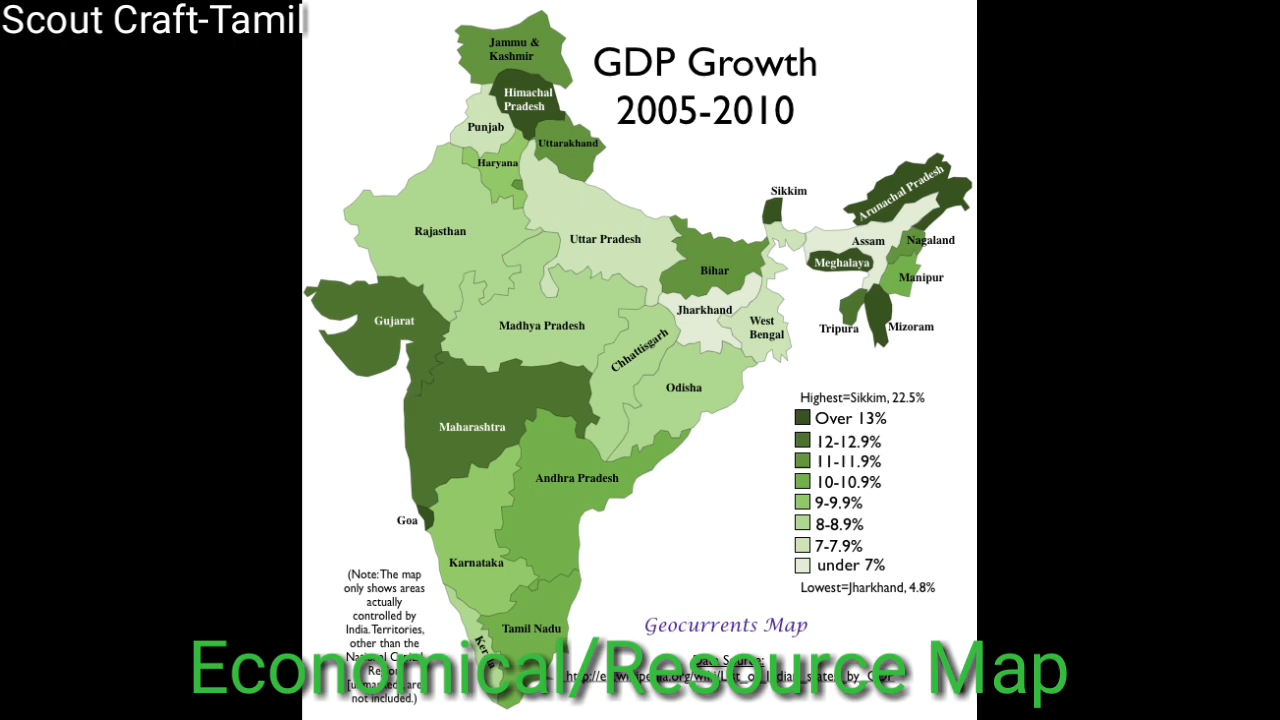 Scout Craft-Tamil
GDP Growth
2005-2010
Jammu &
Kashmir
Himachal
Pradesh
Punjab
Uttarakhand
Haryana
Sikkim
Arunachal Pradesh
Rajasthan
Uttar Pradesh
Assam
Nagaland
Bihar
Meghalaya
Manipur
Gujarat
Madhya Pradesh
Jharkhand
West
Bengal
Tripura
Mizoram
Chhattisgarh
Odisha
Maharashtra
Andhra Pradesh
Goa
Karnataka
Tamil Nadu
Highest=Sikkim, 22.5%
Over 13%
12-12.9%
11-11.9%
10-10.9%
9-9.9%
8-8.9%
7-7.9%
under 7%
Lowest=Jharkhand, 4.8%
(Note: The map
only shows areas
actually
controlled by
India. Territories,
other than the
not included.)
Geocurrents Map
Data Source:
Economical/Resource Map